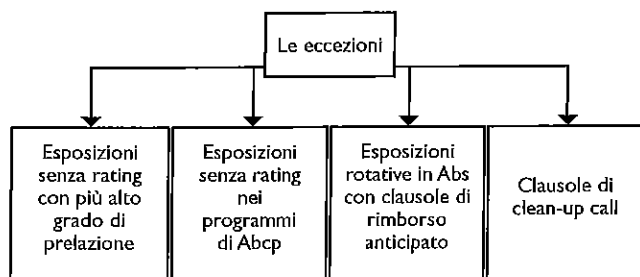 Le eccezioni
Esposizioni
senza rating
con più alto
grado di
prelazione
Esposizioni
senza rating
nei
programmi
di Abcp
Esposizioni
rotative in Abs
con clausole di
rimborso
anticipato
Clausole di
clean-up call